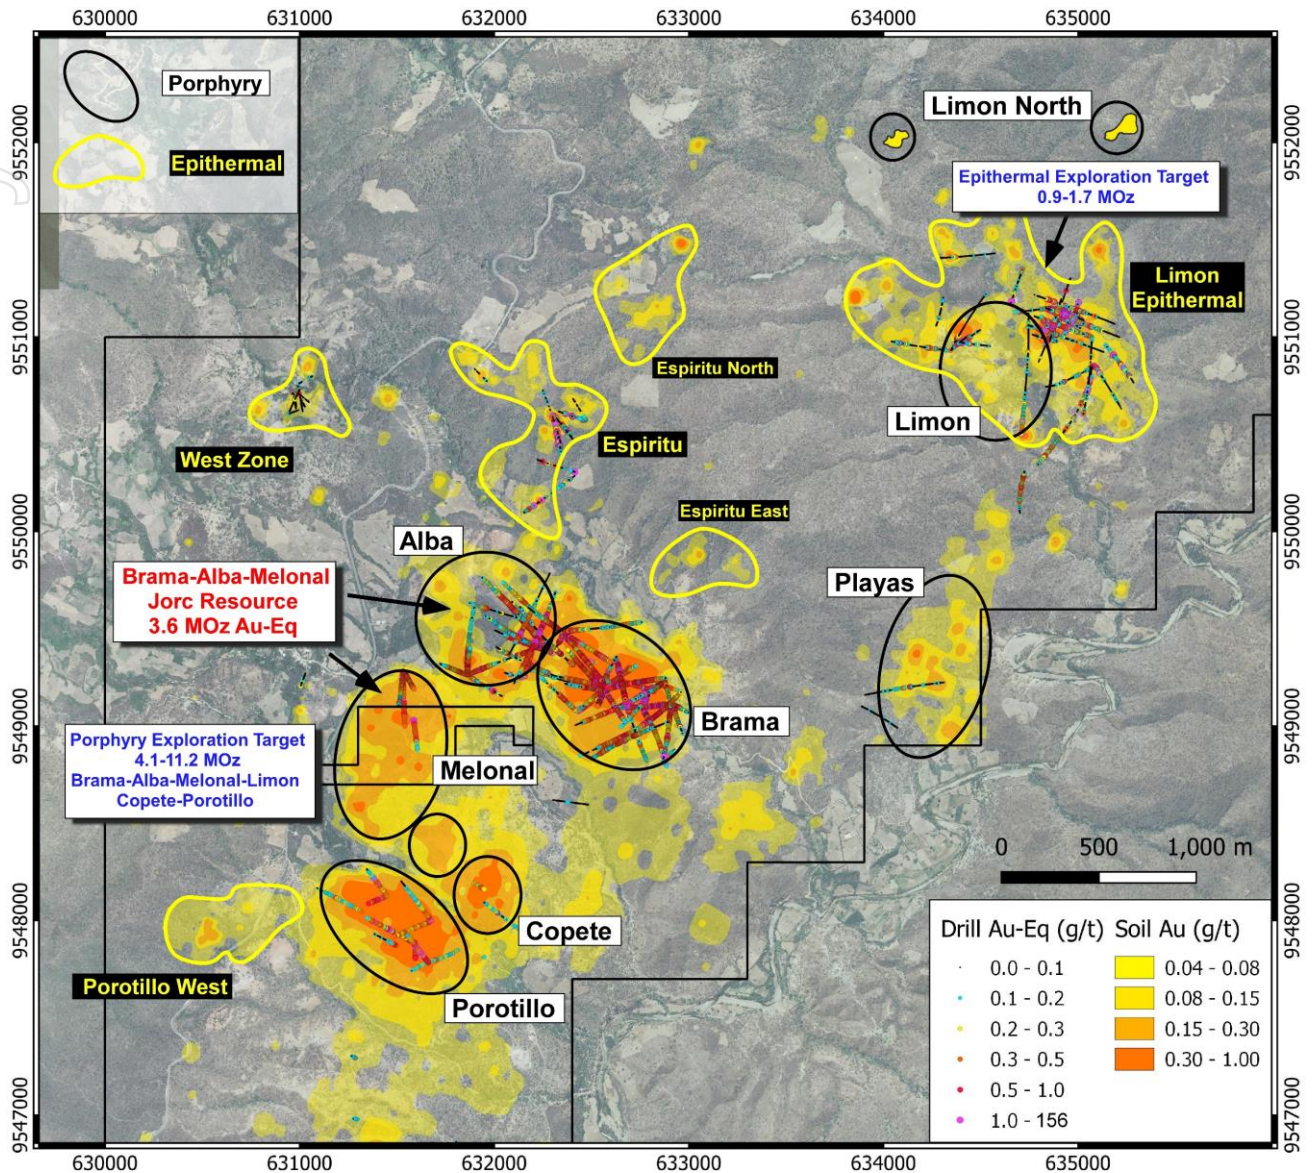 630000 631000 632000 633000 634000 635000
Porphyry
Epithermal
Limon North
Epithermal Exploration Target
0.9-1.7 MOz
Limon
Epithermal
Espiritu North
Limon
West Zone
Espiritu
Espiritu East
Alba
Playas
Brama-Alba-Melonal
Jorc Resource
3.6 MOz Au-Eq
Brama
Porphyry Exploration Target
4.1-11.2 MOz
Brama-Alba-Melonal-Limon
Copete-Porotillo
Melonal
0 500 1,000 m
Copete
Porotillo West
Porotillo
Drill Au-Eq (g/t)
0.0 - 0.1
0.1 - 0.2
0.2 - 0.3
0.3 - 0.5
0.5 - 1.0
1.0 - 156
Soil Au (g/t)
0.04 - 0.08
0.08 - 0.15
0.15 - 0.30
0.30 - 1.00
9552000
9551000
9550000
9549000
9548000
9547000
9552000
9551000
9550000
9549000
9548000
9547000
630000 631000 632000 633000 634000 635000